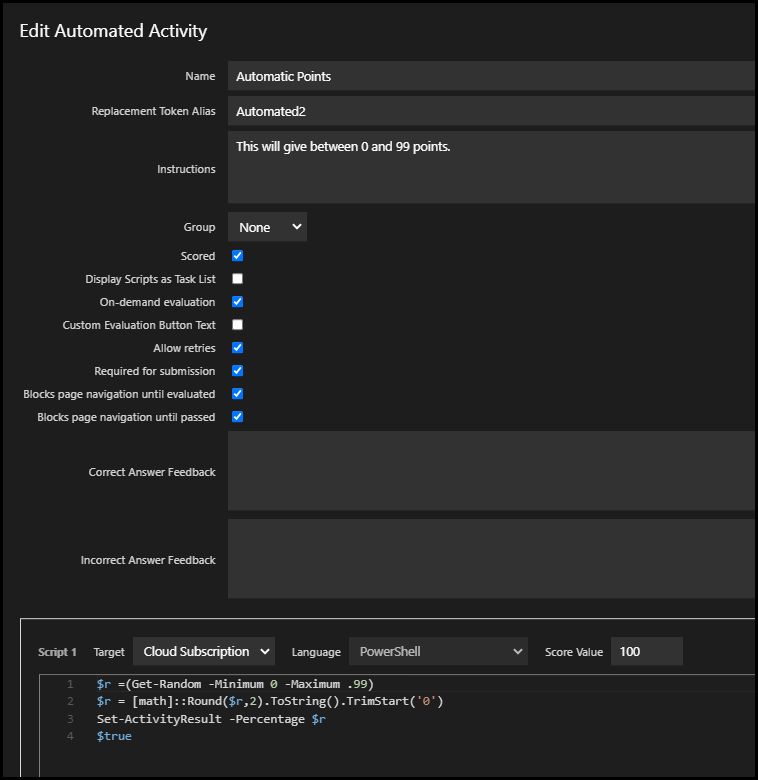 Edit Automated Activity
Name Automatic Points
Replacement Token Alias Automated2
This will give between 0 and 99 points.
Instructions
Group None
Scored
Display Scripts as Task List
On-demand evaluation
Custom Evaluation Button Text
Allow retries
Required for submission
Blocks page navigation until evaluated
Blocks page navigation until passed
Correct Answer Feedback
Incorrect Answer Feedback
Script 1 Target Cloud Subscription Language PowerShell Score Value 100
1 $r =(Get-Random -Minimum 0 -Maximum .99)
2 $r = [math]::Round($r,2).ToString().TrimStart('0')
3 Set-ActivityResult -Percentage $r
4 $true